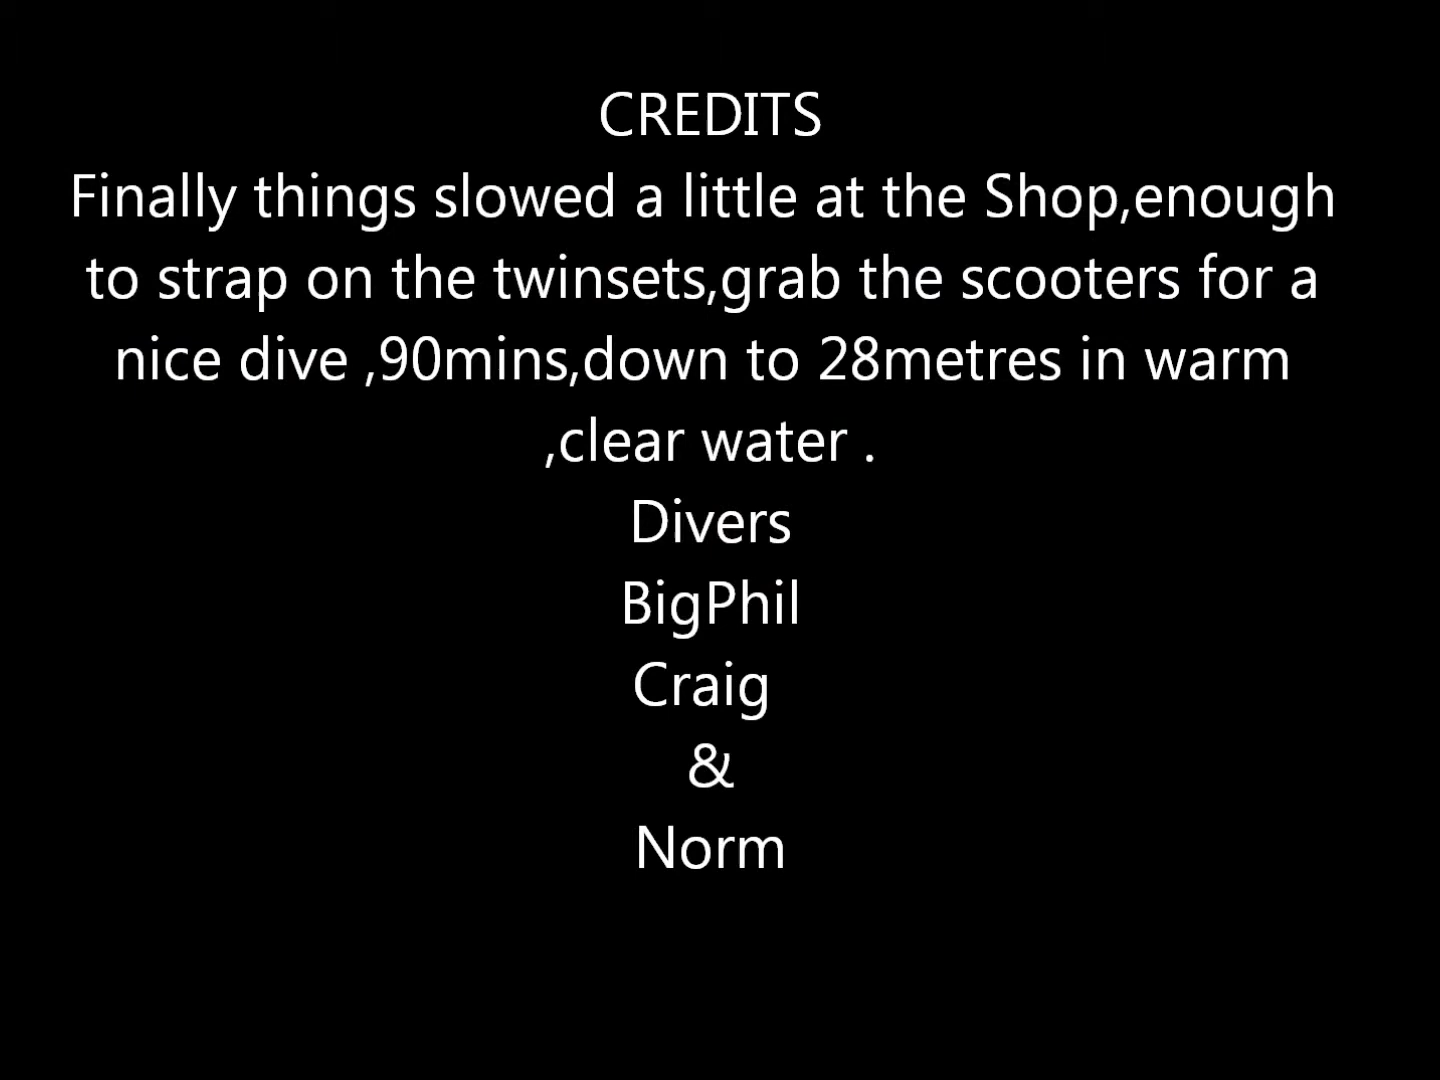 CREDITS
Finally things slowed a little at the Shop,enough
to strap on the twinsets,grab the scooters for a
nice dive ,90mins,down to 28metres in warm
,clear water .
Divers
BigPhil
Craig
&
Norm